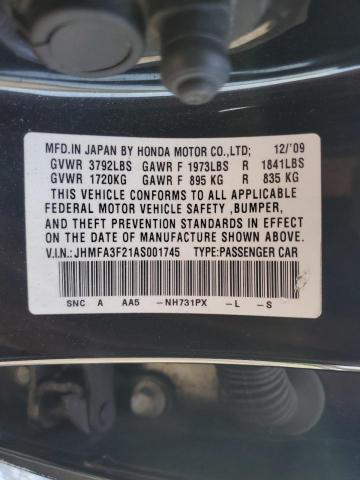 MFD.IN JAPAN BY HONDA MOTOR CO.,LTD; 12/'09
GVWR 3792LBS GAWR F 1973LBS R 1841LBS
GVWR 1720KG GAWR F 895 KG R 835 KG
THIS VEHICLE CONFORMS TO ALL APPLICABLE
FEDERAL MOTOR VEHICLE SAFETY ,BUMPER,
AND THEFT PREVENTION STANDARDS IN EFFECT
ON THE DATE OF MANUFACTURE SHOWN ABOVE.
V.I.N.: JHMFA3F21AS001745 TYPE:PASSENGER CAR
SNC A AA5 -NH731PX -L -S